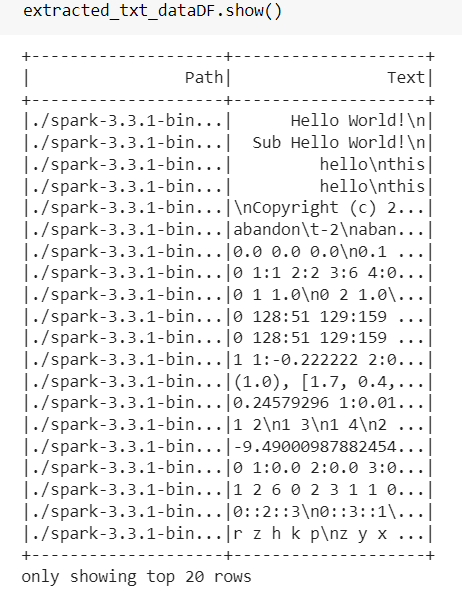 extracted_txt_dataDF.show()
+--------------------+--------------------+
|                Path|                Text|
+--------------------+--------------------+
|./spark-3.3.1-bin...|      Hello World!\n|
|./spark-3.3.1-bin...|  Sub Hello World!\n|
|./spark-3.3.1-bin...|         hello\nthis|
|./spark-3.3.1-bin...|         hello\nthis|
|./spark-3.3.1-bin...|\nCopyright (c) 2...|
|./spark-3.3.1-bin...|abandon\t-2\naban...|
|./spark-3.3.1-bin...|0.0 0.0 0.0\n0.1 ...|
|./spark-3.3.1-bin...|0 1:1 2:2 3:6 4:0...|
|./spark-3.3.1-bin...|0 1 1.0\n0 2 1.0\...|
|./spark-3.3.1-bin...|0 128:51 129:159 ...|
|./spark-3.3.1-bin...|0 128:51 129:159 ...|
|./spark-3.3.1-bin...|1 1:-0.222222 2:0...|
|./spark-3.3.1-bin...|(1.0), [1.7, 0.4,...|
|./spark-3.3.1-bin...|0.24579296 1:0.01...|
|./spark-3.3.1-bin...|1 2\n1 3\n1 4\n2 ...|
|./spark-3.3.1-bin...|-9.49000987882454...|
|./spark-3.3.1-bin...|0 1:0.0 2:0.0 3:0...|
|./spark-3.3.1-bin...|1 2 6 0 2 3 1 1 0...|
|./spark-3.3.1-bin...|0::2::3\n0::3::1\...|
|./spark-3.3.1-bin...|r z h k p\nz y x ...|
+--------------------+--------------------+
only showing top 20 rows